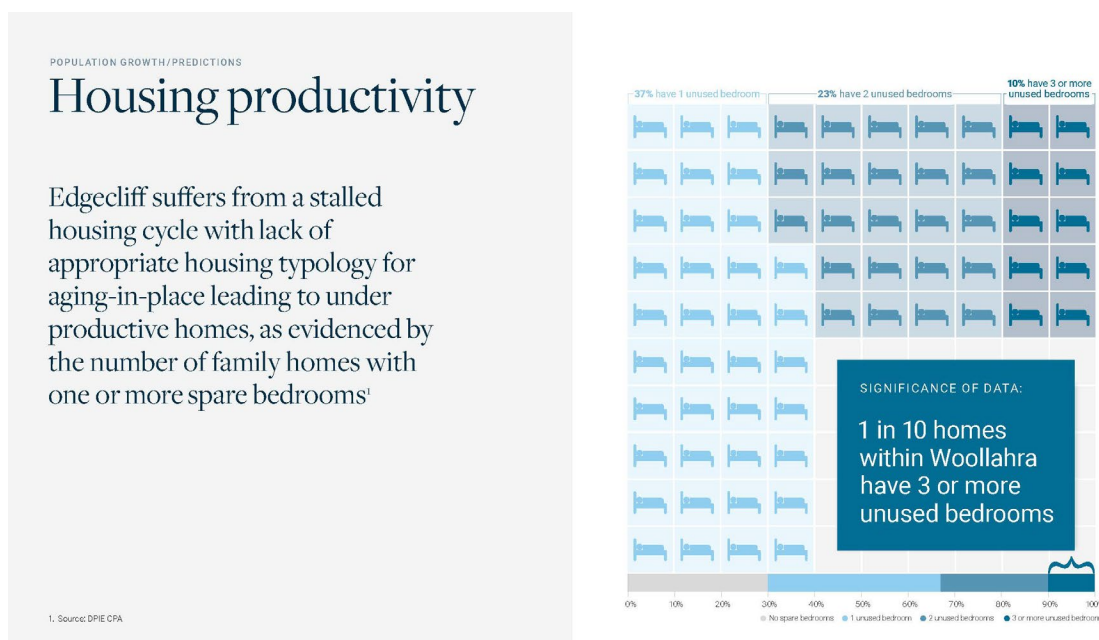 POPULATION GROWTH/PREDICTIONS
Housing productivity
Edgecliff suffers from a stalled
housing cycle with lack of
appropriate housing typology for
aging-in-place leading to under
productive homes, as evidenced by
the number of family homes with
one or more spare bedrooms¹
1. Source: DPIE CPA
37% have 1 unused bedroom
23% have 2 unused bedrooms
10% have 3 or more
unused bedrooms
SIGNIFICANCE OF DATA:
1 in 10 homes
within Woollahra
have 3 or more
unused bedrooms
0% 10% 20% 30% 40% 50% 60% 70% 80% 90% 100
No spare bedrooms 1 unused bedroom 2 unused bedrooms 3 or more unused bedroom